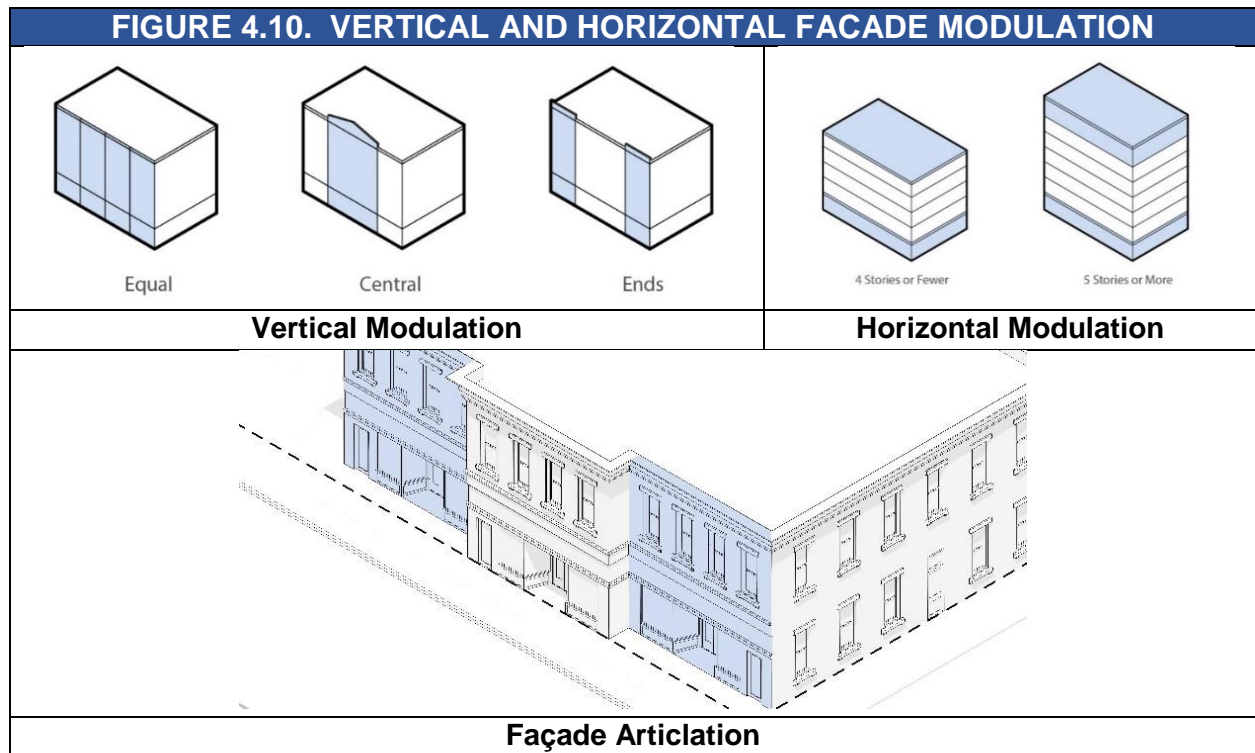 FIGURE 4.10. VERTICAL AND HORIZONTAL FACADE MODULATION
Equal
Central
Ends
4 Stories or Fewer
5 Stories or More
Vertical Modulation
Horizontal Modulation
Façade Articlation